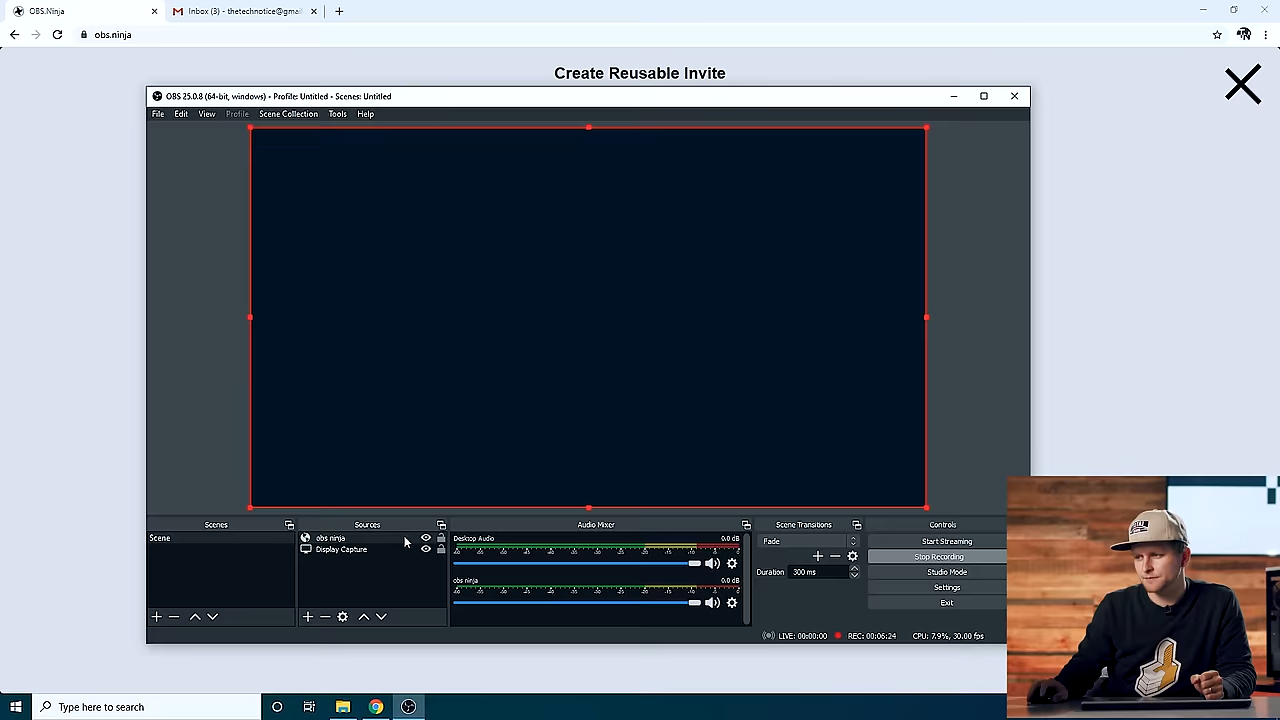 OBS.Ninja
Inbox (3) - thetechnotice@gmai
obs.ninja
Create Reusable Invite
OBS 25.0.8 (64-bit, windows) - Profile: Untitled - Scenes: Untitled
File Edit View Profile Scene Collection Tools Help
Scenes
Sources
Audio Mixer
Scene Transitions
Controls
Scene
obs ninja
Display Capture
Desktop Audio
0.0 dB
obs ninja
0.0 dB
Fade
Duration 300 ms
Start Streaming
Stop Recording
Studio Mode
Settings
Exit
LIVE: 00:00:00 REC: 00:06:24 CPU: 7.9%, 30.00 fps
Type here to search